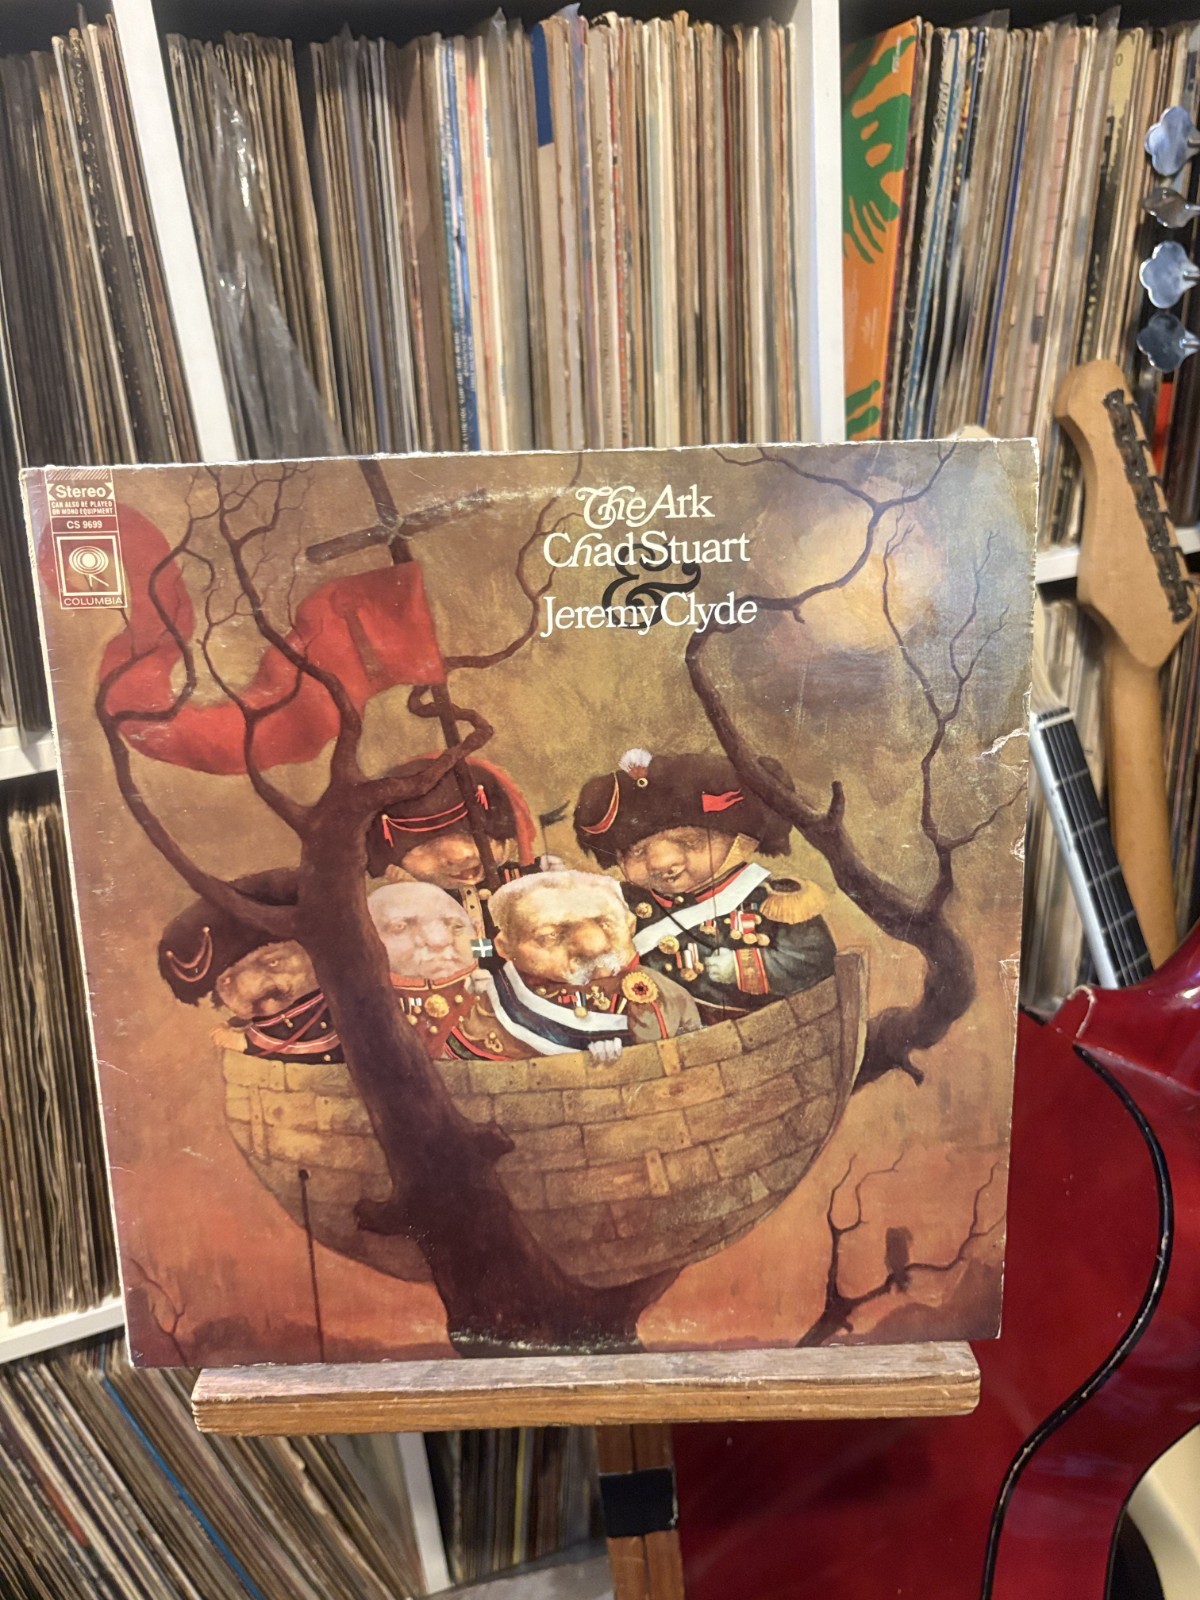 Stereo
CAN ALSO BE PLAYED
ON MONO EQUIPMENT
CS 9699
COLUMBIA
The Ark
Chad Stuart
&
Jeremy Clyde